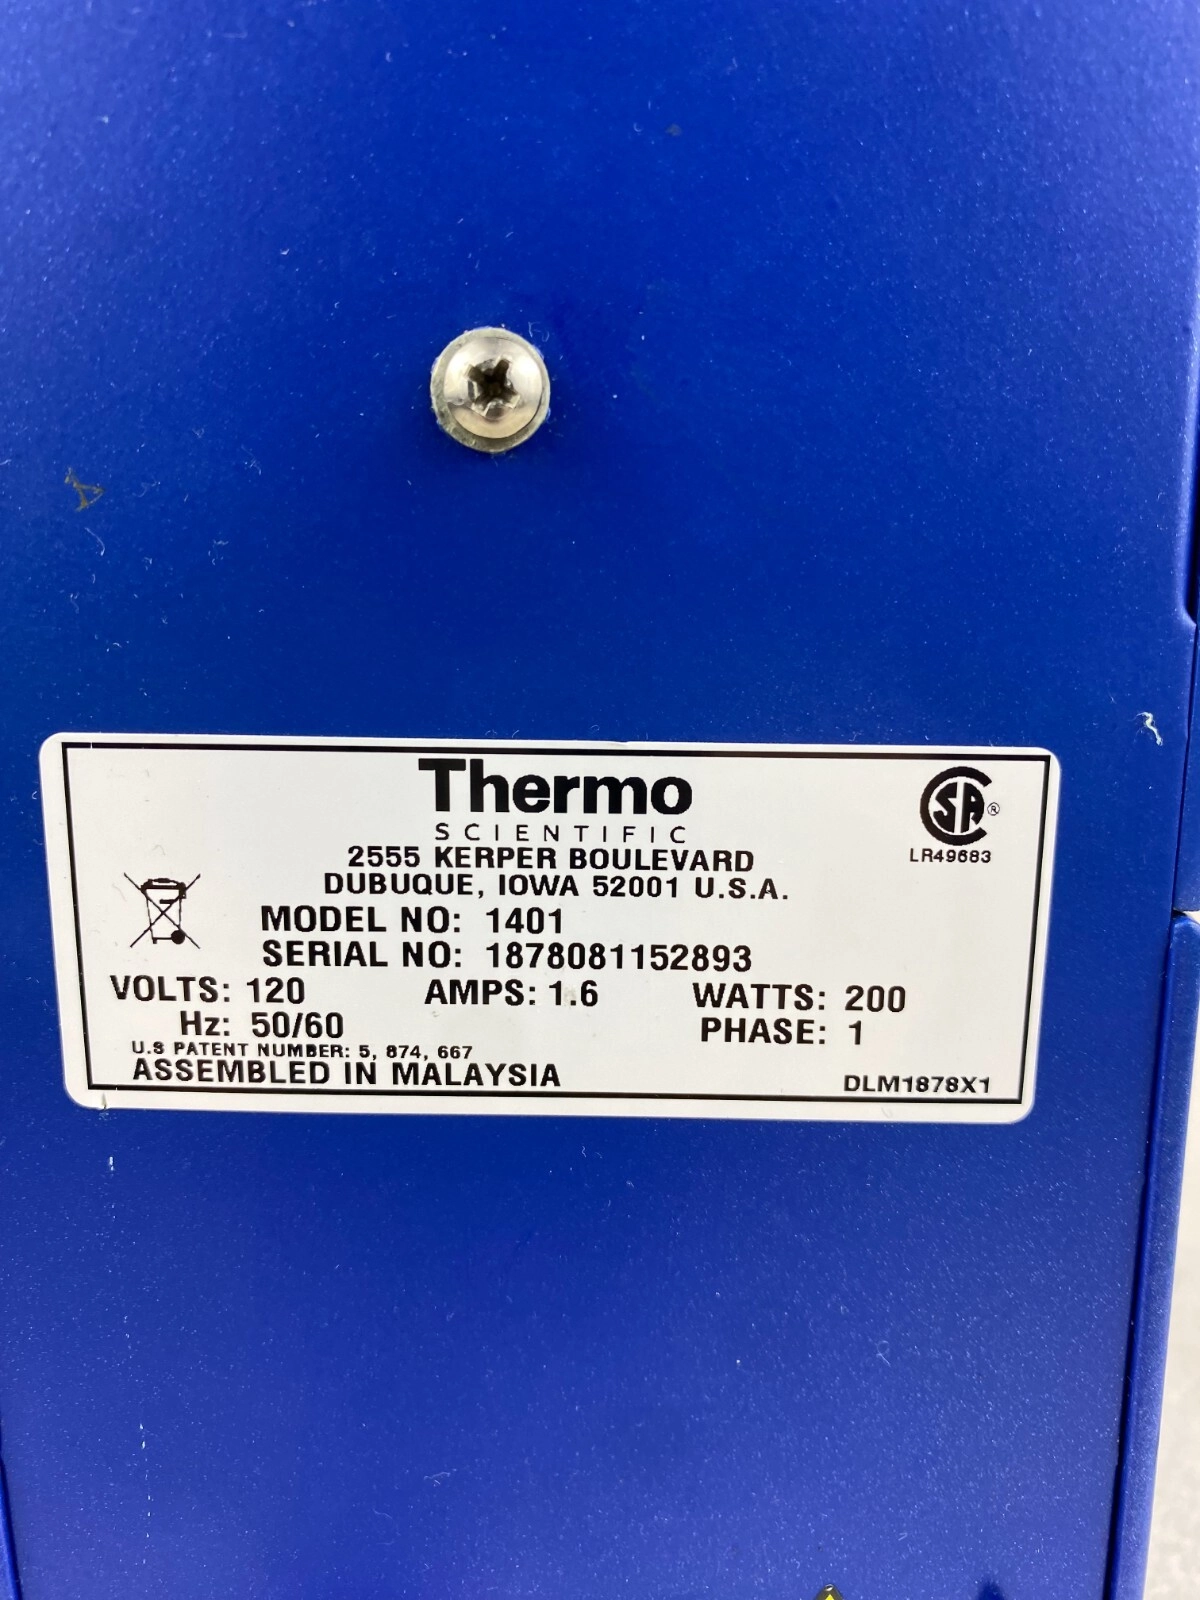 Thermo
SCIENTIFIC
SA ®
LR49683
2555 KERPER BOULEVARD
DUBUQUE, IOWA 52001 U.S.A.
MODEL NO: 1401
SERIAL NO: 1878081152893
VOLTS: 120 AMPS: 1.6 WATTS: 200
Hz: 50/60 PHASE: 1
U.S PATENT NUMBER: 5, 874, 667
ASSEMBLED IN MALAYSIA DLM1878X1